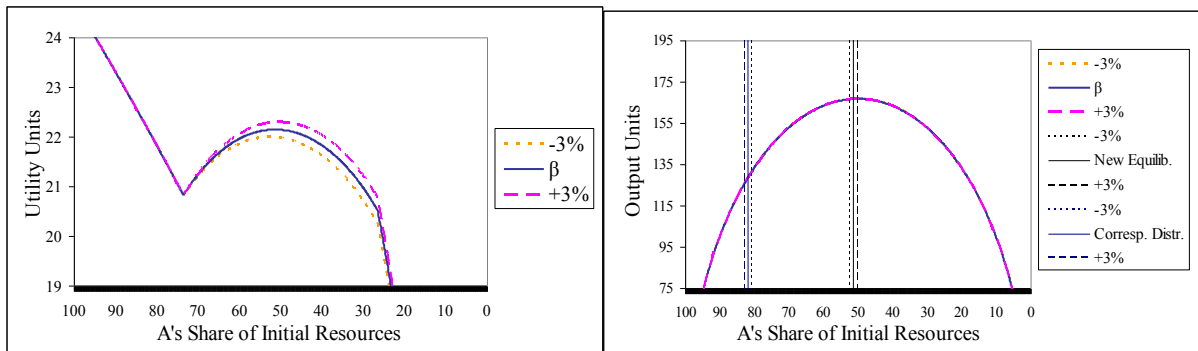 24
23
22
21
20
19
Utility Units
100 90 80 70 60 50 40 30 20 10 0
A's Share of Initial Resources
-3%
β
+3%
195
175
155
135
115
95
75
Output Units
100 90 80 70 60 50 40 30 20 10 0
A's Share of Initial Resources
-3%
β
+3%
-3%
New Equilib.
+3%
-3%
Corresp. Distr.
+3%